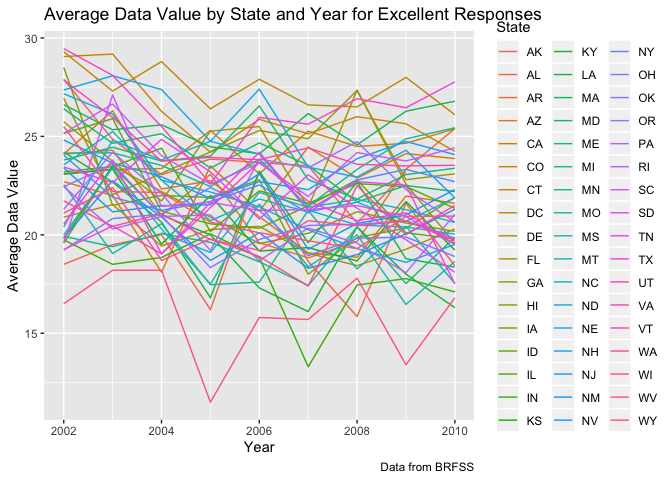 Average Data Value by State and Year for Excellent Responses
State
30
25
20
15
Average Data Value
2002
2004
2006
2008
2010
Year
AK
AL
AR
AZ
CA
CO
CT
DC
DE
FL
GA
HI
IA
ID
IL
IN
KS
KY
LA
MA
MD
ME
MI
MN
MO
MS
MT
NC
ND
NE
NH
NJ
NM
NV
NY
OH
OK
OR
PA
RI
SC
SD
TN
TX
UT
VA
VT
WA
WI
WV
WY
Data from BRFSS